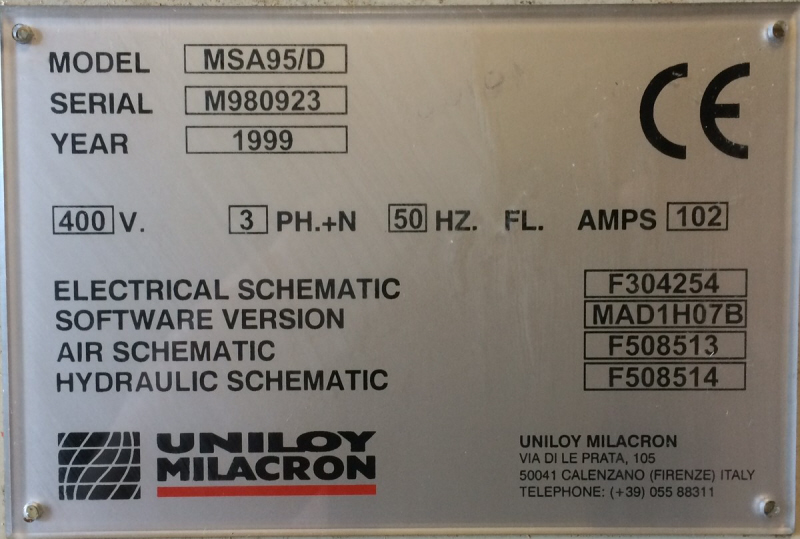 MODEL MSA95/D
SERIAL M980923
YEAR 1999
CE
400 V. 3 PH.+N 50 HZ. FL. AMPS 102
ELECTRICAL SCHEMATIC F304254
SOFTWARE VERSION MAD1H07B
AIR SCHEMATIC F508513
HYDRAULIC SCHEMATIC F508514
UNILOY
MILACRON
UNILOY MILACRON
VIA DI LE PRATA, 105
50041 CALENZANO (FIRENZE) ITALY
TELEPHONE: (+39) 055 88311